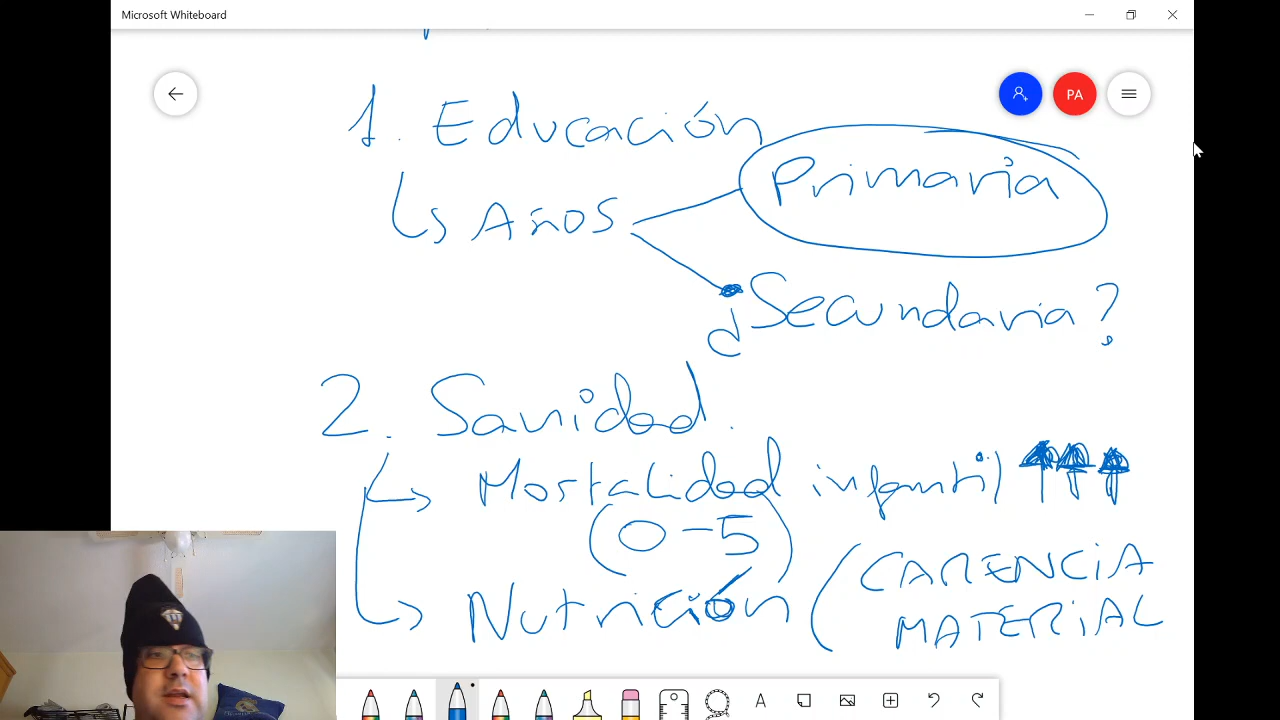 Microsoft Whiteboard
PA
1. Educación
Primaria
↳ Años
¿Secundaria?
2. Sanidad.
→ Mortalidad infantil ↑↑↑
(0-5)
→ Nutrición (CARENCIA
MATERIAL
A